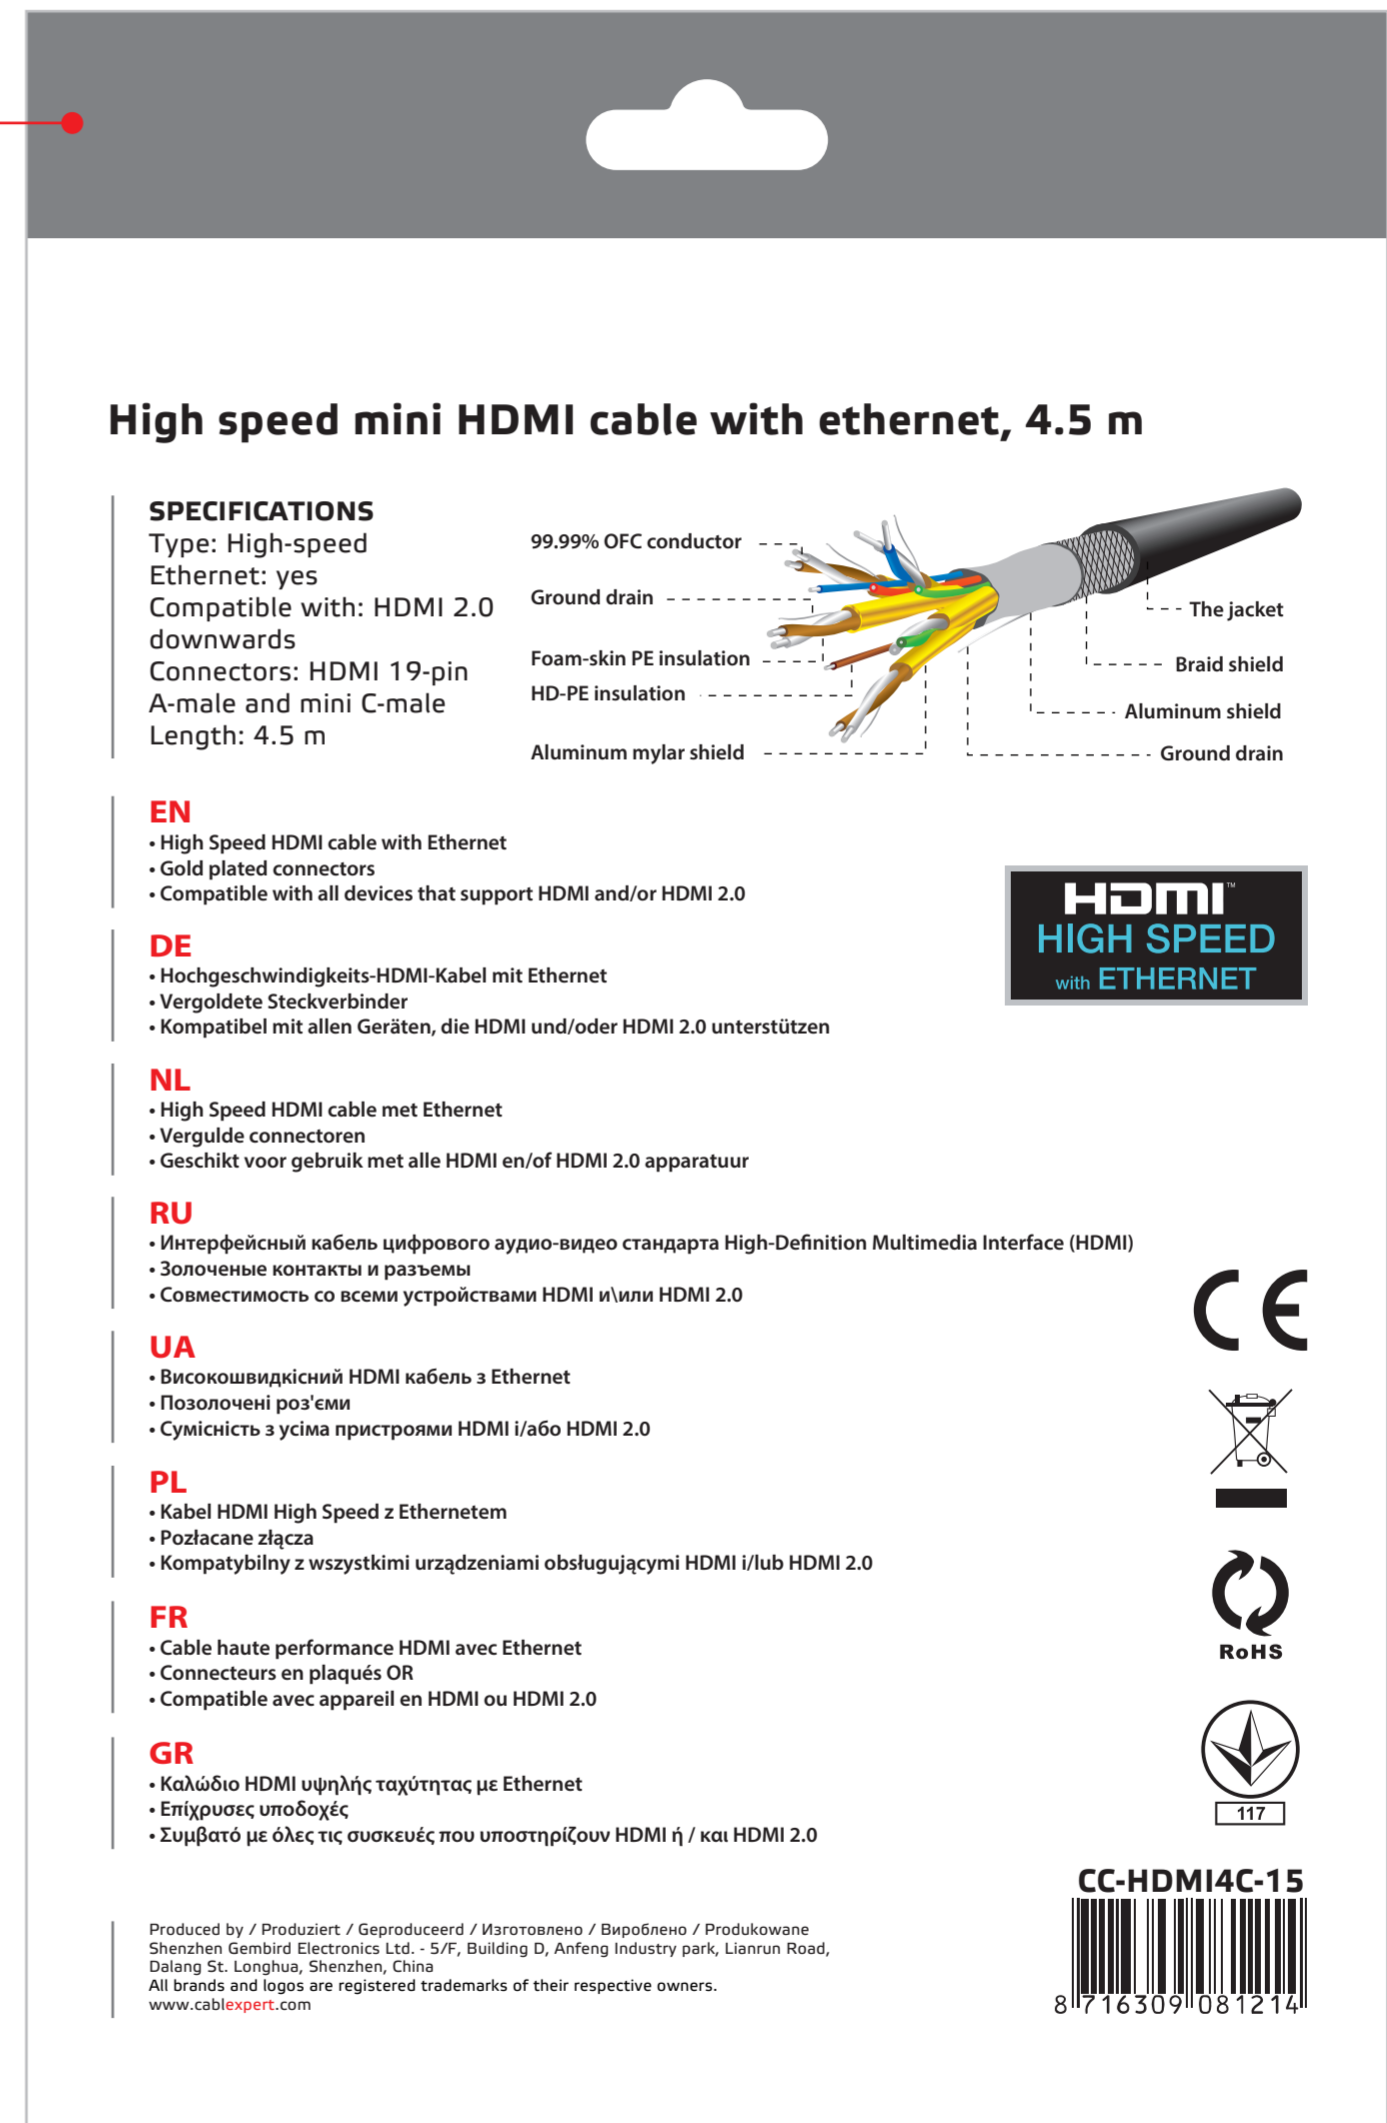 High speed mini HDMI cable with ethernet, 4.5 m
SPECIFICATIONS
Type: High-speed
Ethernet: yes
Compatible with: HDMI 2.0
downwards
Connectors: HDMI 19-pin
A-male and mini C-male
Length: 4.5 m
99.99% OFC conductor
Ground drain
Foam-skin PE insulation
HD-PE insulation
Aluminum mylar shield
The jacket
Braid shield
Aluminum shield
Ground drain
EN
• High Speed HDMI cable with Ethernet
• Gold plated connectors
• Compatible with all devices that support HDMI and/or HDMI 2.0
HDMI™
HIGH SPEED
with ETHERNET
DE
• Hochgeschwindigkeits-HDMI-Kabel mit Ethernet
• Vergoldete Steckverbinder
• Kompatibel mit allen Geräten, die HDMI und/oder HDMI 2.0 unterstützen
NL
• High Speed HDMI cable met Ethernet
• Vergulde connectoren
• Geschikt voor gebruik met alle HDMI en/of HDMI 2.0 apparatuur
RU
• Интерфейсный кабель цифрового аудио-видео стандарта High-Definition Multimedia Interface (HDMI)
• Золоченые контакты и разъемы
• Совместимость со всеми устройствами HDMI и\или HDMI 2.0
UA
• Високошвидкісний HDMI кабель з Ethernet
• Позолочені роз'єми
• Сумісність з усіма пристроями HDMI і/або HDMI 2.0
PL
• Kabel HDMI High Speed z Ethernetem
• Pozłacane złącza
• Kompatybilny z wszystkimi urządzeniami obsługującymi HDMI i/lub HDMI 2.0
FR
• Cable haute performance HDMI avec Ethernet
• Connecteurs en plaqués OR
• Compatible avec appareil en HDMI ou HDMI 2.0
GR
• Καλώδιο HDMI υψηλής ταχύτητας με Ethernet
• Επίχρυσες υποδοχές
• Συμβατό με όλες τις συσκευές που υποστηρίζουν HDMI ή / και HDMI 2.0
CE
RoHS
117
CC-HDMI4C-15
8 716309 081214
Produced by / Produziert / Geproduceerd / Изготовлено / Вироблено / Produkowane
Shenzhen Gembird Electronics Ltd. - 5/F, Building D, Anfeng Industry park, Lianrun Road,
Dalang St. Longhua, Shenzhen, China
All brands and logos are registered trademarks of their respective owners.
www.cablexpert.com